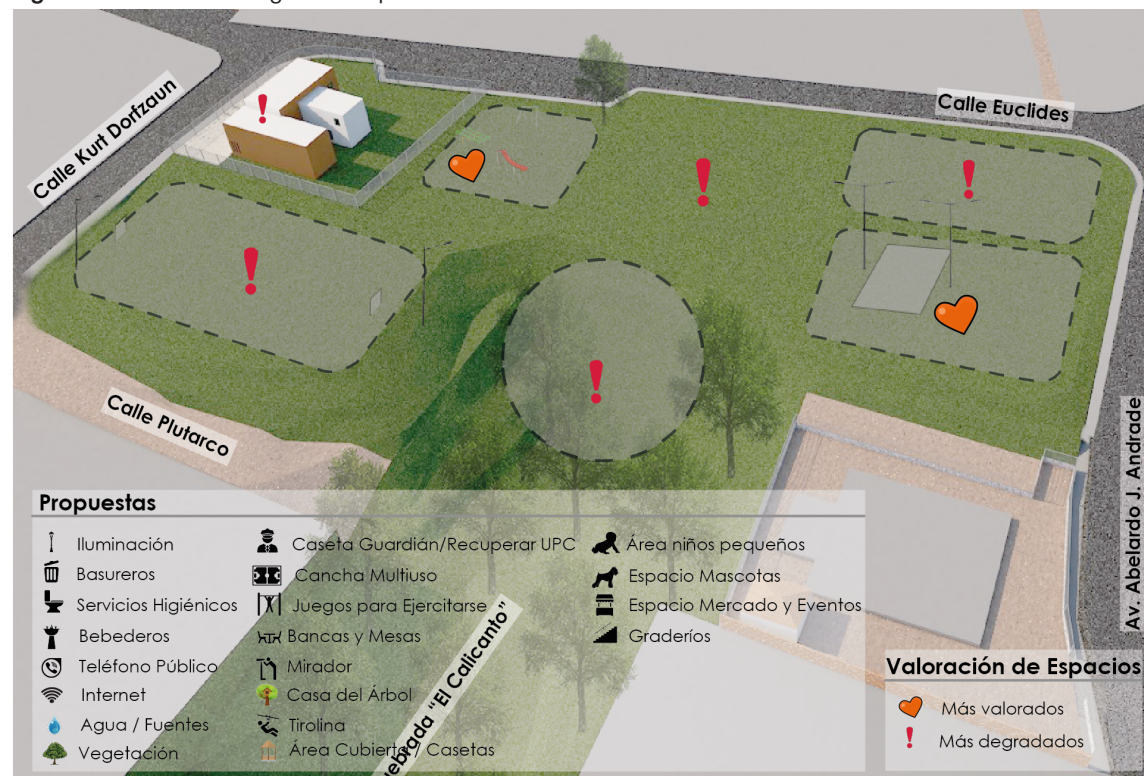 Calle Kurt Dorfzaun
Calle Euclides
Calle Plutarco
Av. Abelardo J. Andrade
"El Calicanto"
Propuestas
Iluminación
Basureros
Servicios Higiénicos
Bebederos
Teléfono Público
Internet
Agua / Fuentes
Vegetación
Caseta Guardián/Recuperar UPC
Cancha Multiuso
Juegos para Ejercitarse
Bancas y Mesas
Mirador
Casa del Árbol
Tirolina
Área Cubierta / Casetas
Área niños pequeños
Espacio Mascotas
Espacio Mercado y Eventos
Graderíos
Valoración de Espacios
Más valorados
Más degradados